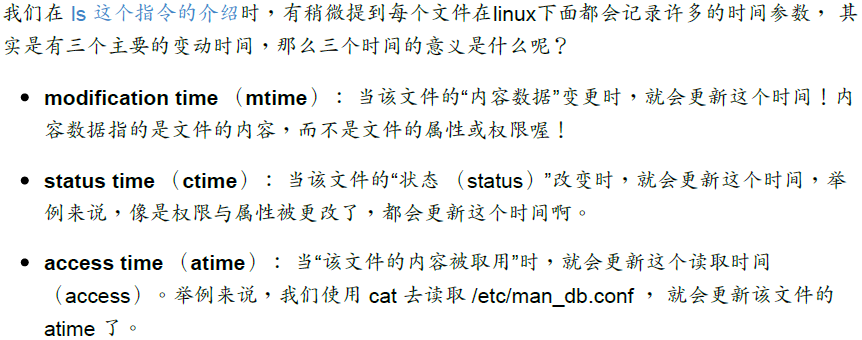 我们在 ls 这个指令的介绍时，有稍微提到每个文件在linux下面都会记录许多的时间参数， 其
实是有三个主要的变动时间，那么三个时间的意义是什么呢？
• modification time （mtime）： 当该文件的“内容数据”变更时，就会更新这个时间！内
容数据指的是文件的内容，而不是文件的属性或权限喔！
• status time （ctime）： 当该文件的“状态 （status）”改变时，就会更新这个时间，举
例来说，像是权限与属性被更改了，都会更新这个时间啊。
• access time （atime）： 当“该文件的内容被取用”时，就会更新这个读取时间
（access）。举例来说，我们使用 cat 去读取 /etc/man_db.conf ， 就会更新该文件的
atime 了。